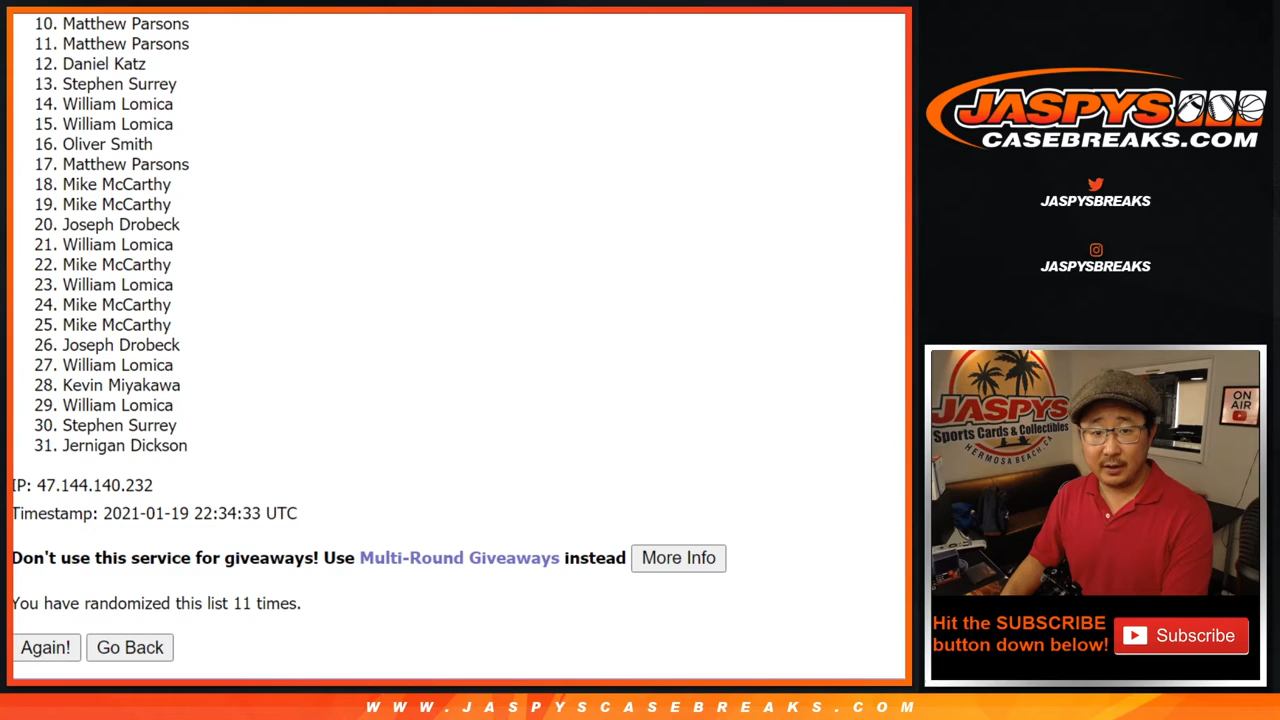 10. Matthew Parsons
11. Matthew Parsons
12. Daniel Katz
13. Stephen Surrey
14. William Lomica
15. William Lomica
16. Oliver Smith
17. Matthew Parsons
18. Mike McCarthy
19. Mike McCarthy
20. Joseph Drobeck
21. William Lomica
22. Mike McCarthy
23. William Lomica
24. Mike McCarthy
25. Mike McCarthy
26. Joseph Drobeck
27. William Lomica
28. Kevin Miyakawa
29. William Lomica
30. Stephen Surrey
31. Jernigan Dickson
IP: 47.144.140.232
Timestamp: 2021-01-19 22:34:33 UTC
Don't use this service for giveaways! Use Multi-Round Giveaways instead More Info
You have randomized this list 11 times.
Again! Go Back
JASPYS
CASEBREAKS.COM
JASPYSBREAKS
JASPYSBREAKS
JASPYS
Sports Cards & Collectibles
HERMOSA BEACH, CA
ON
AIR
Hit the SUBSCRIBE
button down below!
Subscribe
WWW.JASPYSCASEBREAKS.COM